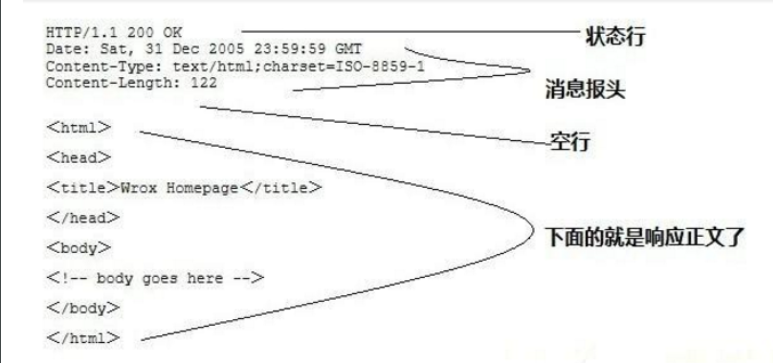 HTTP/1.1 200 OK
状态行
Date: Sat, 31 Dec 2005 23:59:59 GMT
Content-Type: text/html;charset=ISO-8859-1
Content-Length: 122
消息报头
空行
<html>
<head>
<title>Wrox Homepage</title>
</head>
<body>
下面的就是响应正文了
<!-- body goes here -->
</body>
</html>